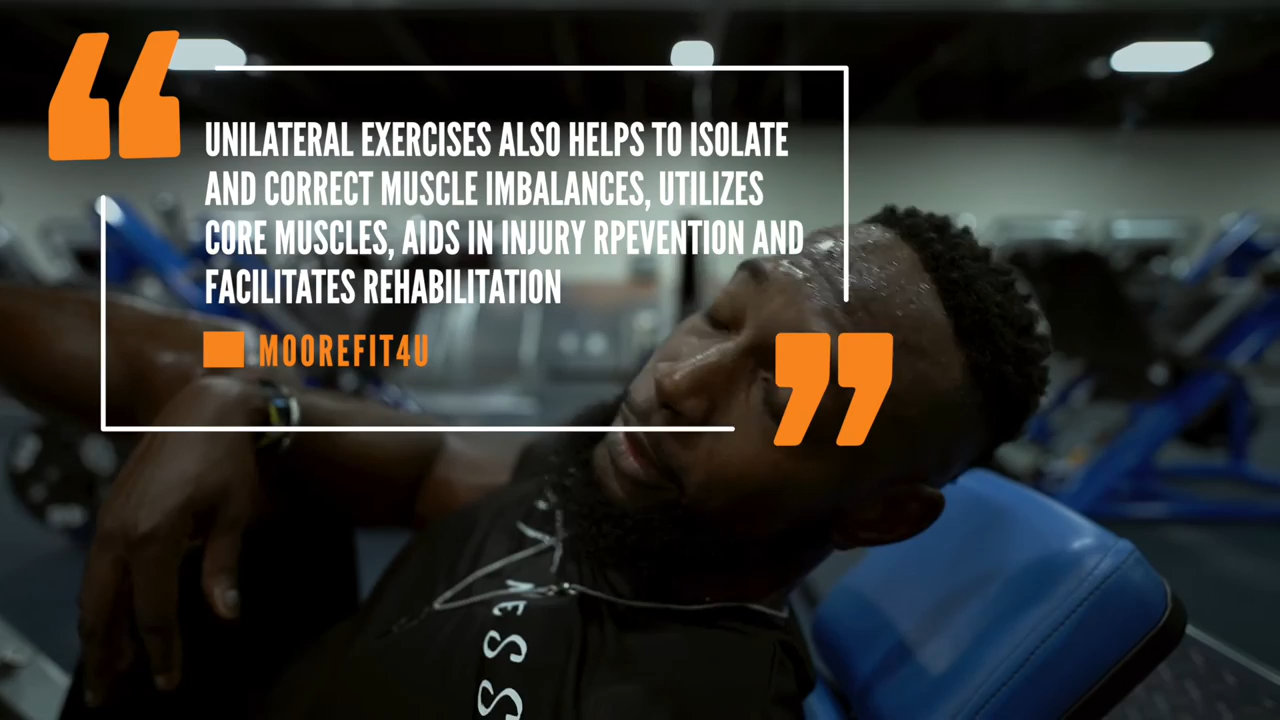 UNILATERAL EXERCISES ALSO HELPS TO ISOLATE
AND CORRECT MUSCLE IMBALANCES, UTILIZES
CORE MUSCLES, AIDS IN INJURY RPEVENTION AND
FACILITATES REHABILITATION
MOOREFIT4U